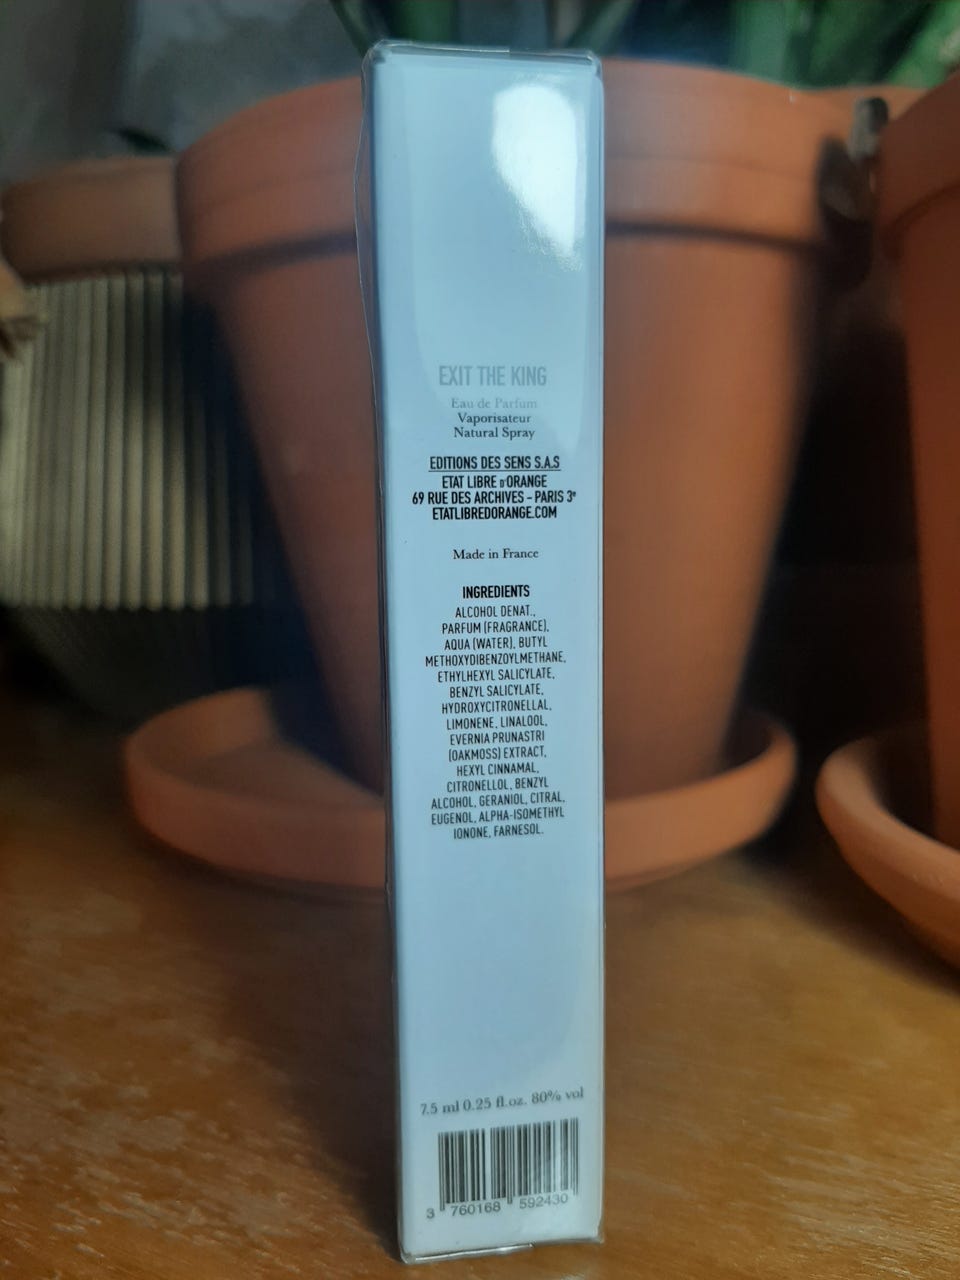 EXIT THE KING
Eau de Parfum
Vaporisateur
Natural Spray
EDITIONS DES SENS S.A.S
ETAT LIBRE D'ORANGE
69 RUE DES ARCHIVES - PARIS 3e
ETATLIBREDORANGE.COM
Made in France
INGREDIENTS
ALCOHOL DENAT.,
PARFUM (FRAGRANCE),
AQUA (WATER), BUTYL
METHOXYDIBENZOYLMETHANE,
ETHYLHEXYL SALICYLATE,
BENZYL SALICYLATE,
HYDROXYCITRONELLAL,
LIMONENE, LINALOOL,
EVERNIA PRUNASTRI
(OAKMOSS) EXTRACT,
HEXYL CINNAMAL,
CITRONELLOL, BENZYL
ALCOHOL, GERANIOL, CITRAL,
EUGENOL, ALPHA-ISOMETHYL
IONONE, FARNESOL.
7.5 ml 0.25 fl.oz. 80% vol
3 760168 592430